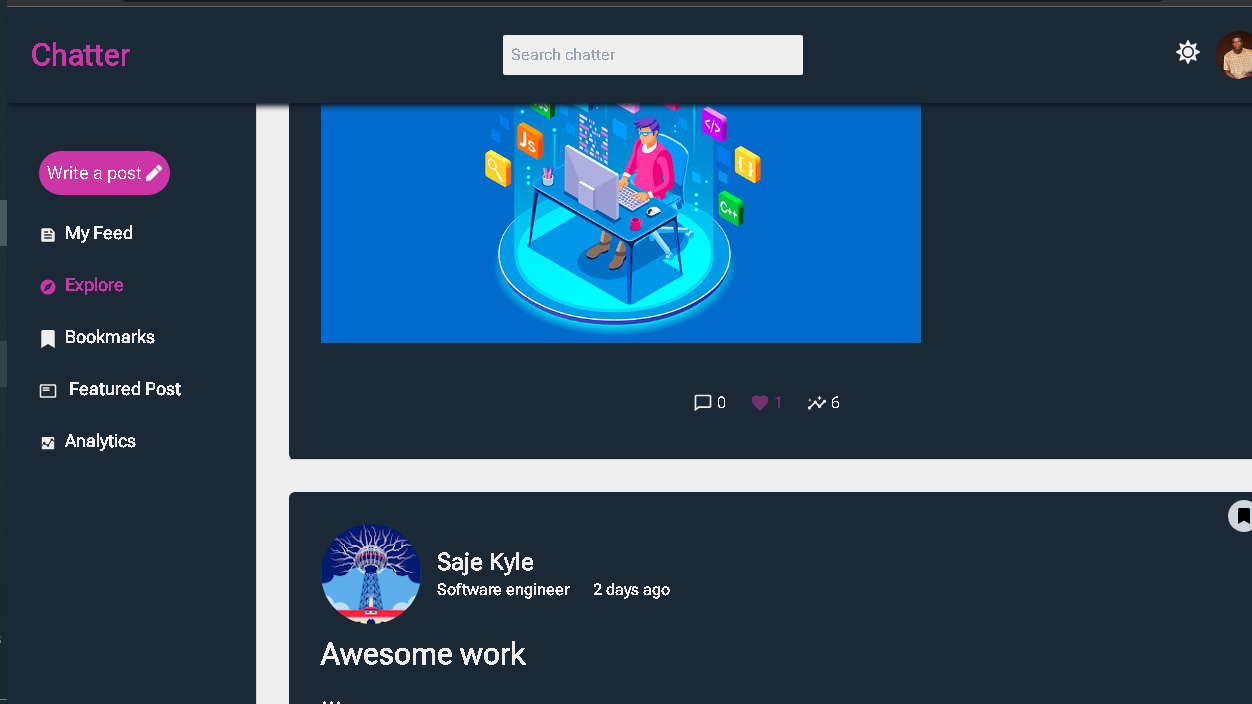 Chatter
Search chatter
Write a post
My Feed
Explore
Bookmarks
Featured Post
Analytics
JS
</>
{ }
C++
0
1
6
Saje Kyle
Software engineer 2 days ago
Awesome work